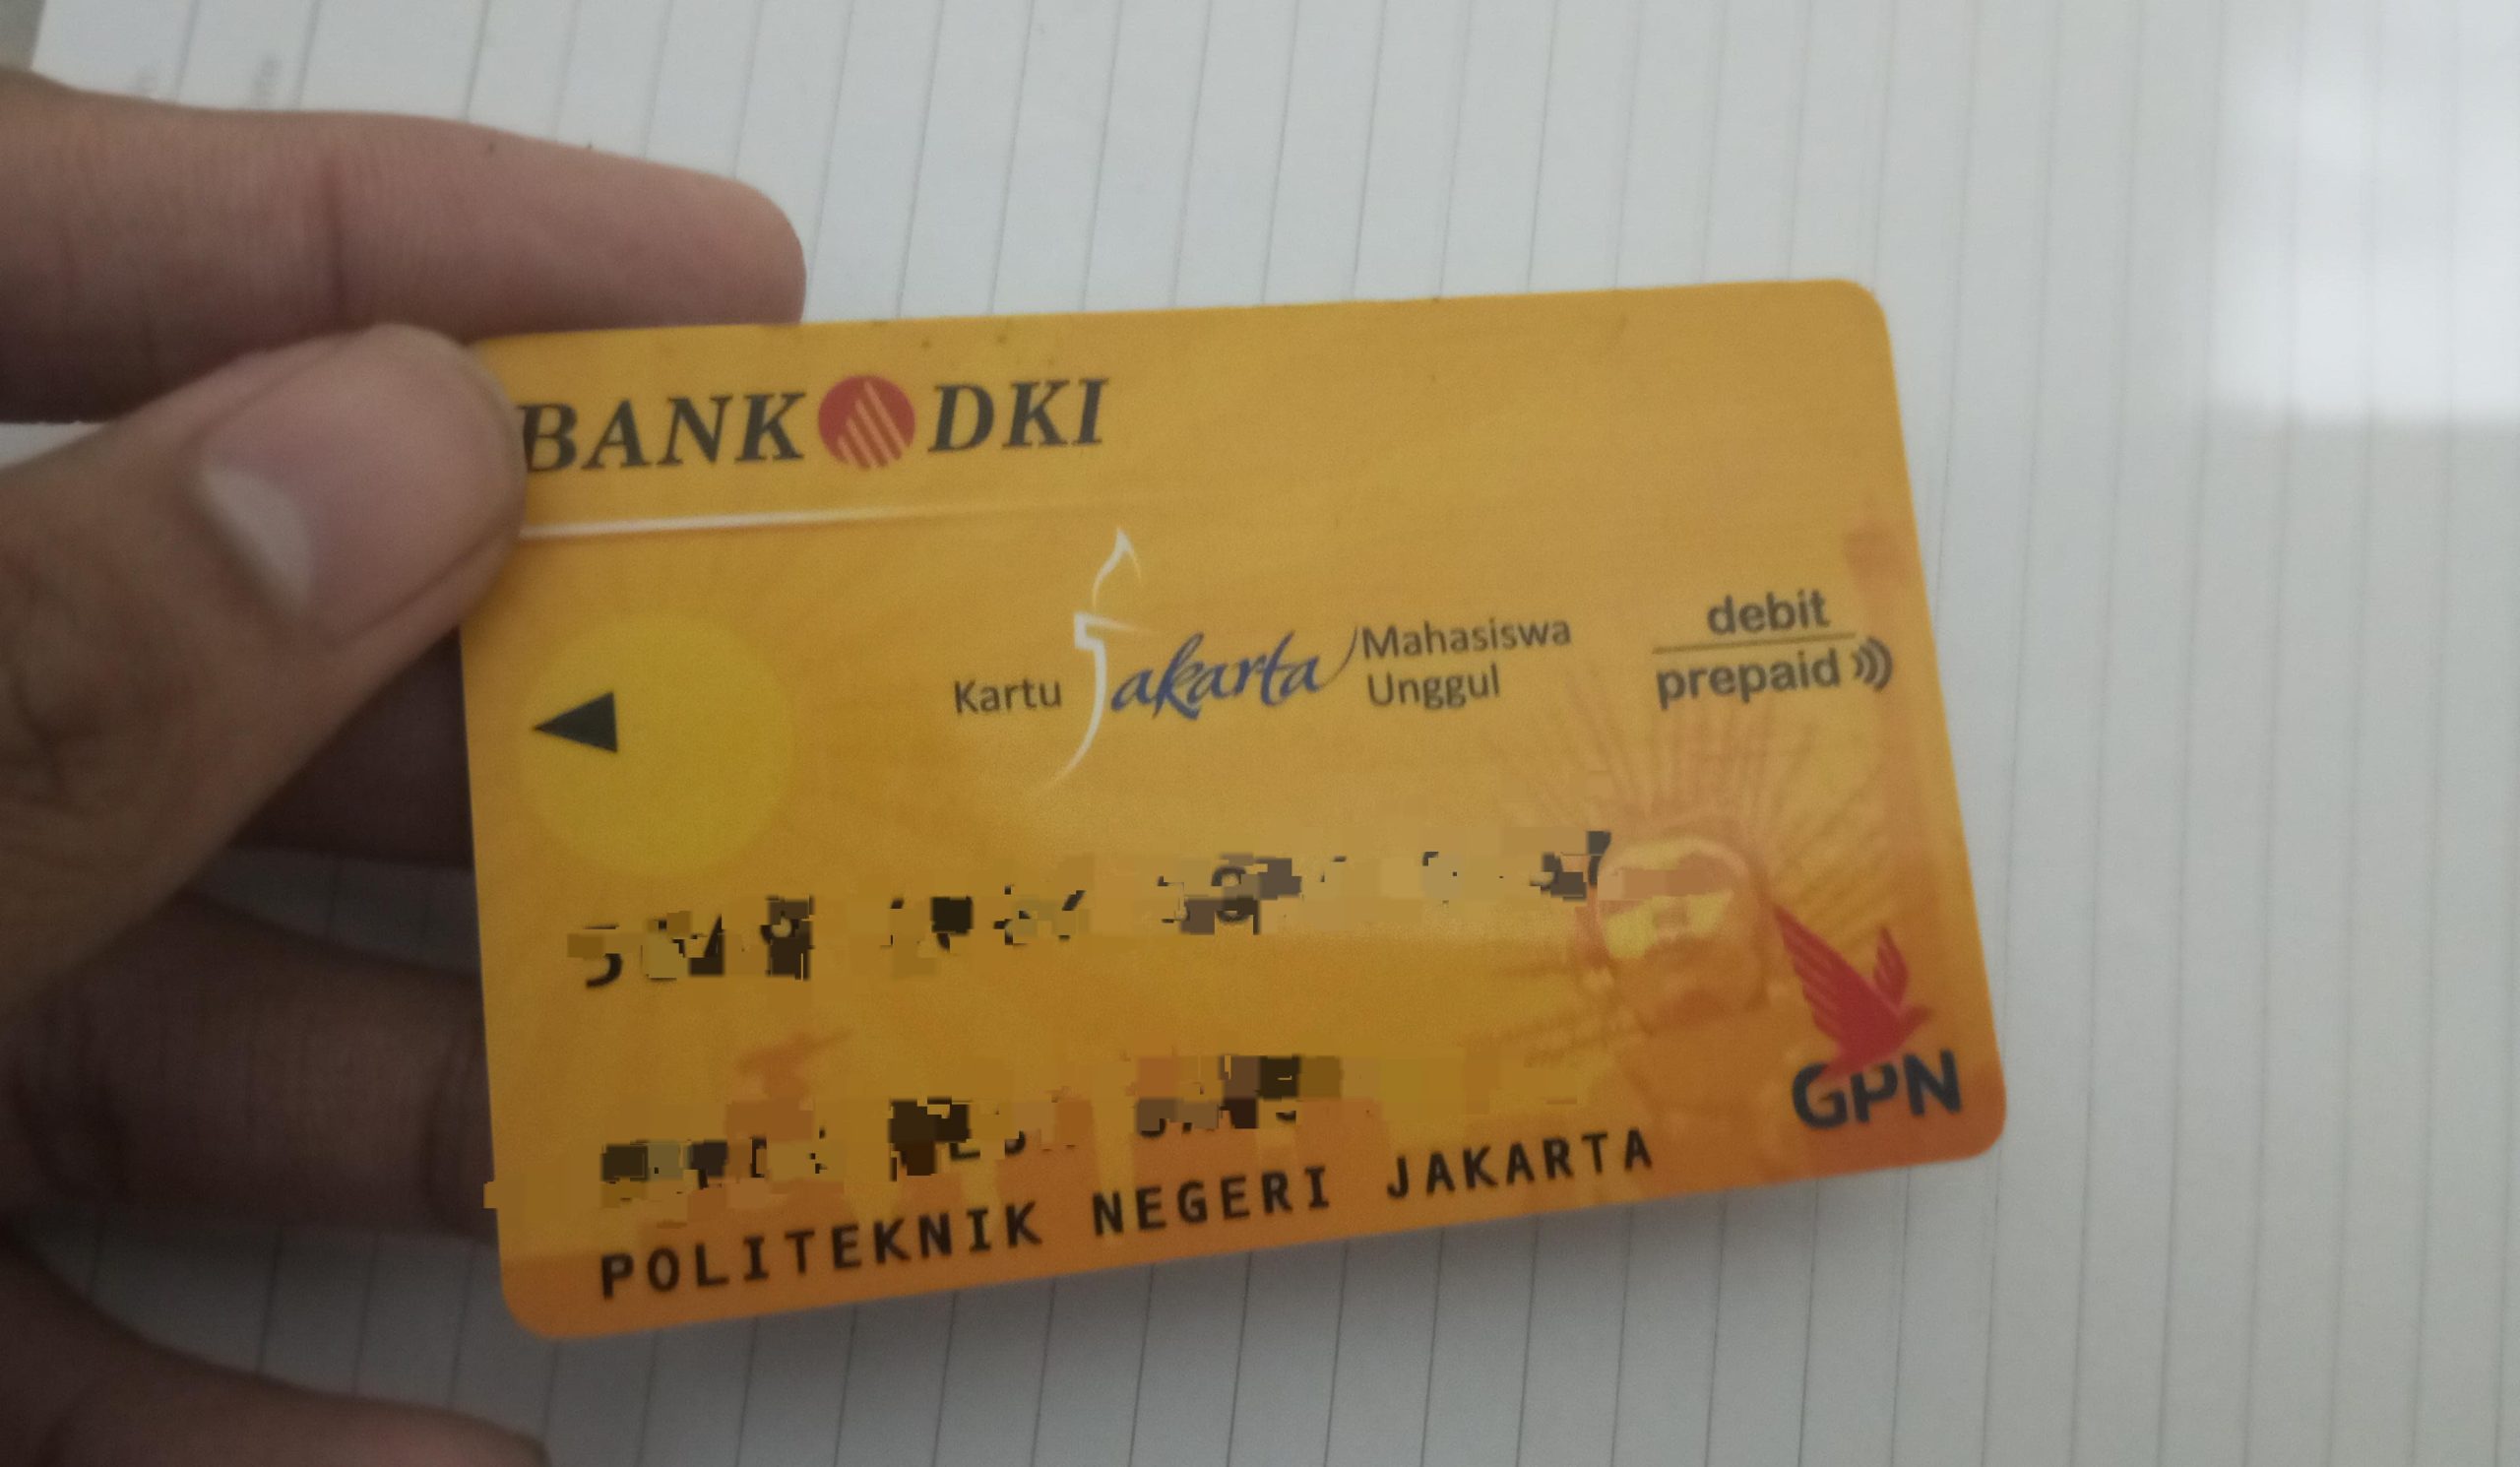 BANK DKI
Kartu Jakarta Mahasiswa Unggul
debit
prepaid
POLITEKNIK NEGERI JAKARTA
GPN